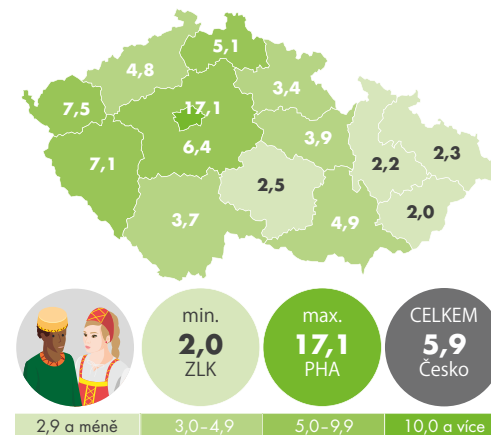 5,1
4,8
3,4
7,5
17,1
3,9
6,4
7,1
2,2
2,3
2,5
2,0
3,7
4,9
min.
2,0
ZLK
max.
17,1
PHA
CELKEM
5,9
Česko
2,9 a méně
3,0–4,9
5,0–9,9
10,0 a více